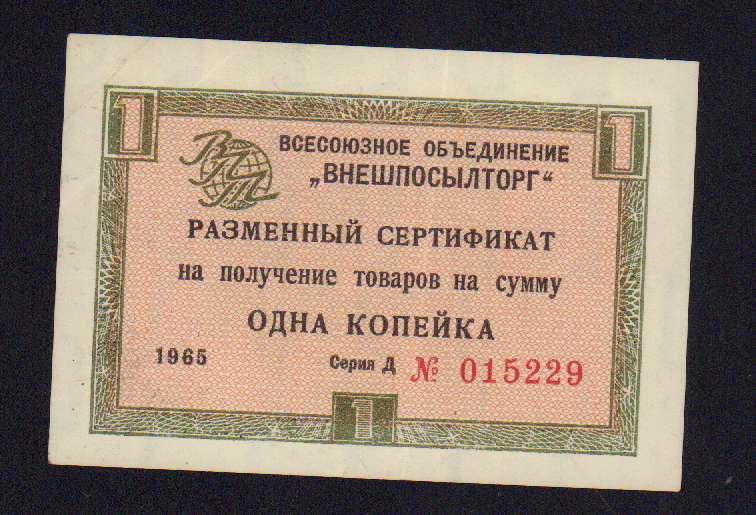 1 1
ВПТ
ВСЕСОЮЗНОЕ ОБЪЕДИНЕНИЕ
„ВНЕШПОСЫЛТОРГ“
РАЗМЕННЫЙ СЕРТИФИКАТ
на получение товаров на сумму
ОДНА КОПЕЙКА
1965 Серия Д № 015229
1